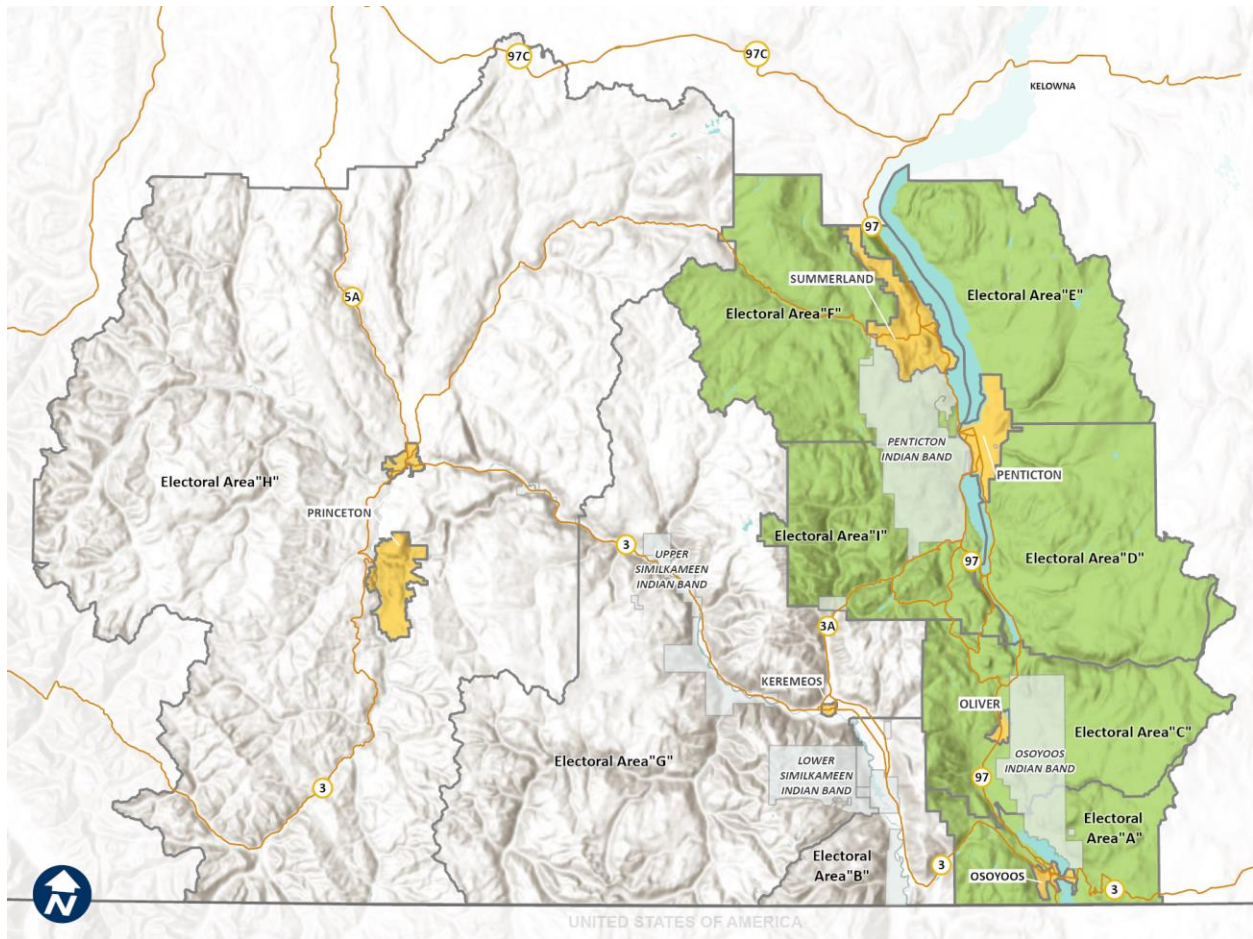 97C
97C
KELOWNA
97
SUMMERLAND
Electoral Area"E"
5A
Electoral Area"F"
PENTICTON
INDIAN BAND
PENTICTON
Electoral Area"H"
PRINCETON
Electoral Area"I"
3
UPPER
SIMILKAMEEN
INDIAN BAND
97
Electoral Area"D"
3A
KEREMEOS
OLIVER
Electoral Area"C"
OSOYOOS
INDIAN BAND
Electoral Area"G"
LOWER
SIMILKAMEEN
INDIAN BAND
97
3
Electoral
Area"A"
Electoral
Area"B"
3
OSOYOOS
3
N
UNITED STATES OF AMERICA